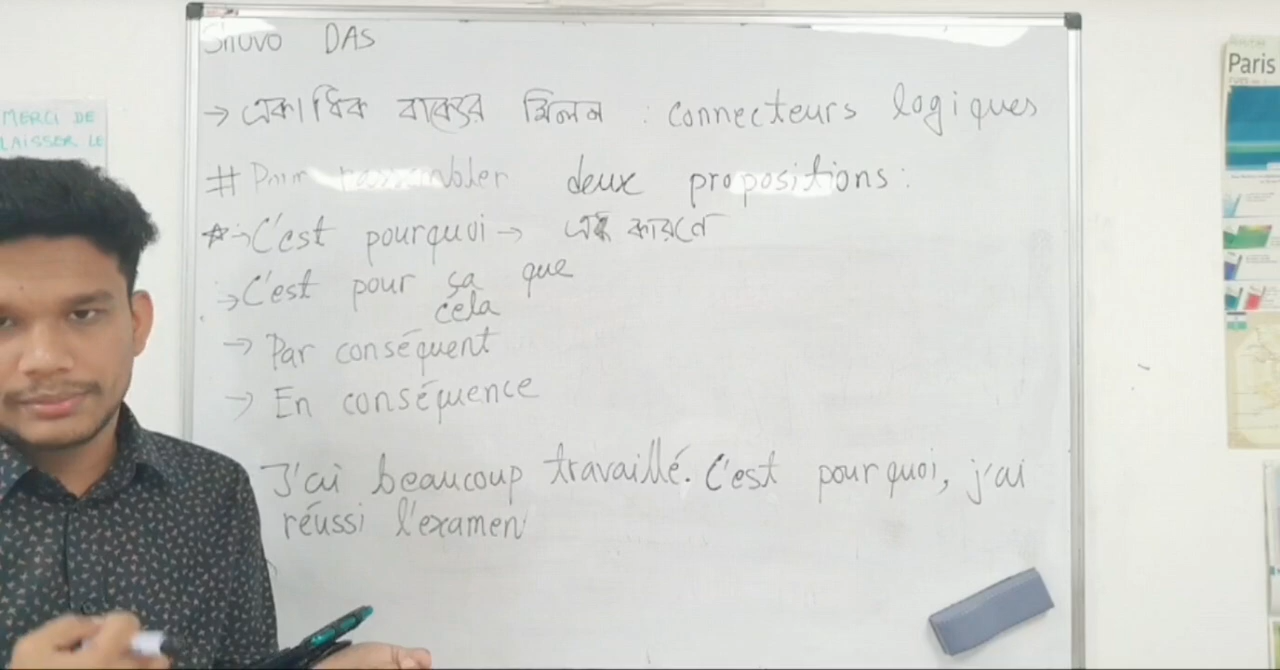 Shuvo DAS
→ একাধিক বাক্যের মিলন : connecteurs logiques
# Pour rassembler deux propositions :
* → C'est pourquoi → এই কারণে
→ C'est pour ça que
cela
→ Par conséquent
→ En conséquence
J'ai beaucoup travaillé. C'est pourquoi, j'ai
réussi l'examen
MERCI DE
LAISSER LE
Paris